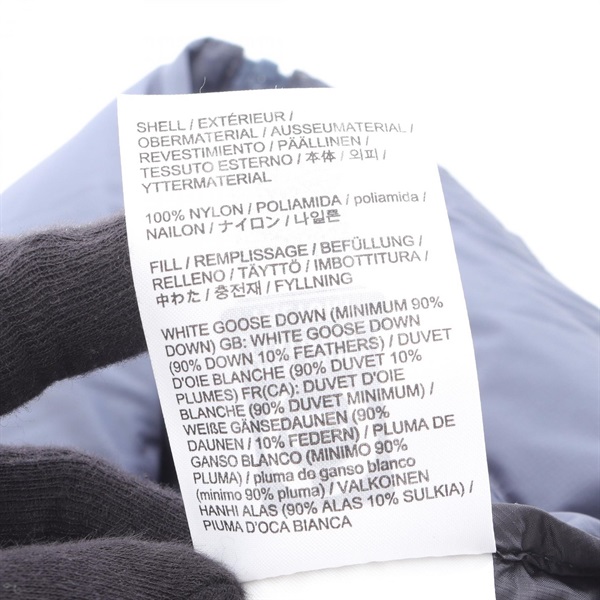 SHELL / EXTÉRIEUR /
OBERMATERIAL / AUSSEUMATERIAL /
REVESTIMIENTO / PÄÄLLINEN /
TESSUTO ESTERNO / 本体 / 외피 /
YTTERMATERIAL
100% NYLON / POLIAMIDA / poliamida /
NAILON / ナイロン / 나일론
FILL / REMPLISSAGE / BEFÜLLUNG /
RELLENO / TÄYTTÖ / IMBOTTITURA /
中わた / 충전재 / FYLLNING
WHITE GOOSE DOWN (MINIMUM 90%
DOWN) GB: WHITE GOOSE DOWN
(90% DOWN 10% FEATHERS) / DUVET
D'OIE BLANCHE (90% DUVET 10%
PLUMES) FR(CA): DUVET D'OIE
BLANCHE (90% DUVET MINIMUM) /
WEIßE GÄNSEDAUNEN (90%
DAUNEN / 10% FEDERN) / PLUMA DE
GANSO BLANCO (MINIMO 90%
PLUMA) / pluma de ganso blanco
(minimo 90% pluma) / VALKOINEN
HANHI ALAS (90% ALAS 10% SULKIA) /
PIUMA D'OCA BIANCA